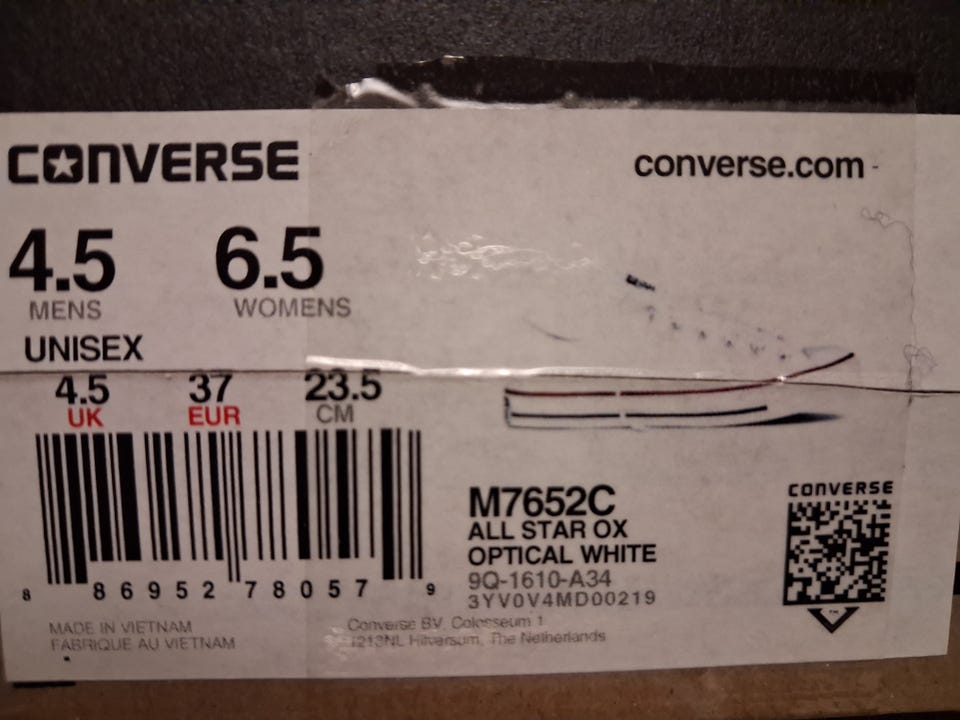 CONVERSE
converse.com
4.5 6.5
MENS WOMENS
UNISEX
4.5 37 23.5
UK EUR CM
8 86952 78057 9
M7652C
ALL STAR OX
OPTICAL WHITE
9Q-1610-A34
3YV0V4MD00219
CONVERSE
TM
MADE IN VIETNAM
FABRIQUE AU VIETNAM
Converse BV, Colosseum 1
1213NL Hilversum, The Netherlands